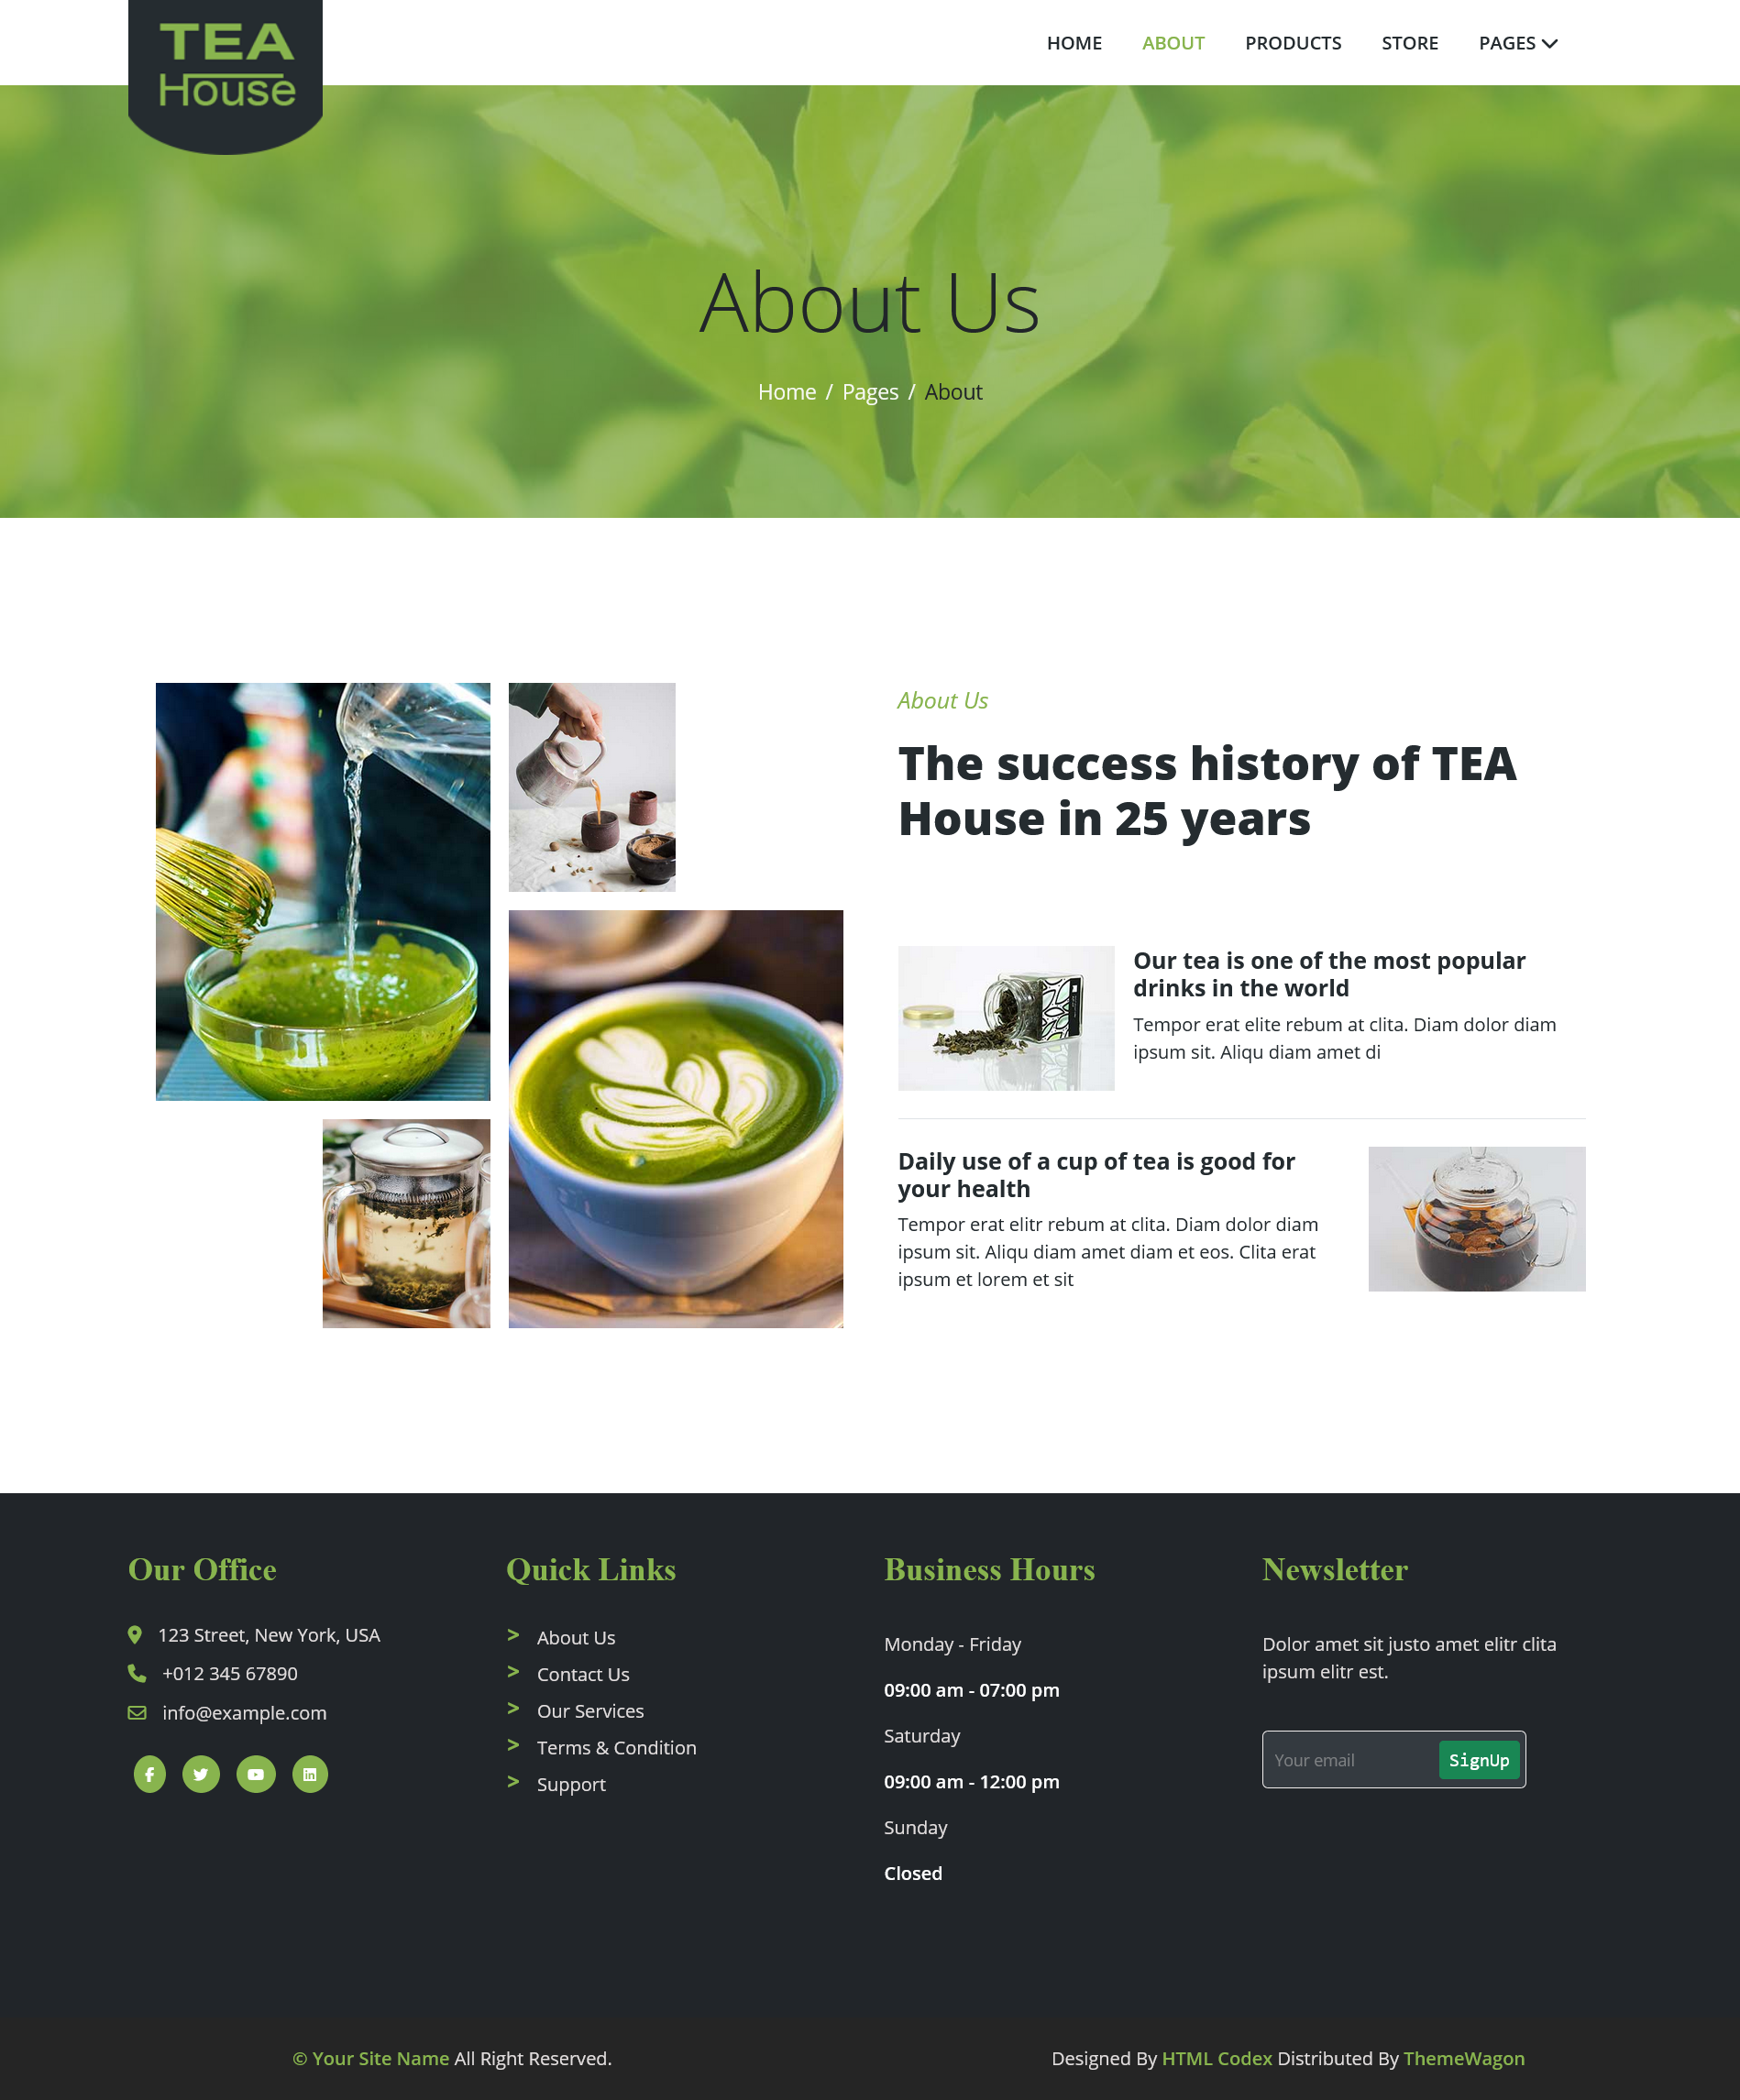 TEA
House
HOME ABOUT PRODUCTS STORE PAGES
About Us
Home / Pages / About
About Us
The success history of TEA
House in 25 years
Our tea is one of the most popular
drinks in the world
Tempor erat elite rebum at clita. Diam dolor diam
ipsum sit. Aliqu diam amet di
Daily use of a cup of tea is good for
your health
Tempor erat elitr rebum at clita. Diam dolor diam
ipsum sit. Aliqu diam amet diam et eos. Clita erat
ipsum et lorem et sit
Our Office
123 Street, New York, USA
+012 345 67890
info@example.com
Quick Links
> About Us
> Contact Us
> Our Services
> Terms & Condition
> Support
Business Hours
Monday - Friday
09:00 am - 07:00 pm
Saturday
09:00 am - 12:00 pm
Sunday
Closed
Newsletter
Dolor amet sit justo amet elitr clita
ipsum elitr est.
Your email SignUp
© Your Site Name All Right Reserved.
Designed By HTML Codex Distributed By ThemeWagon